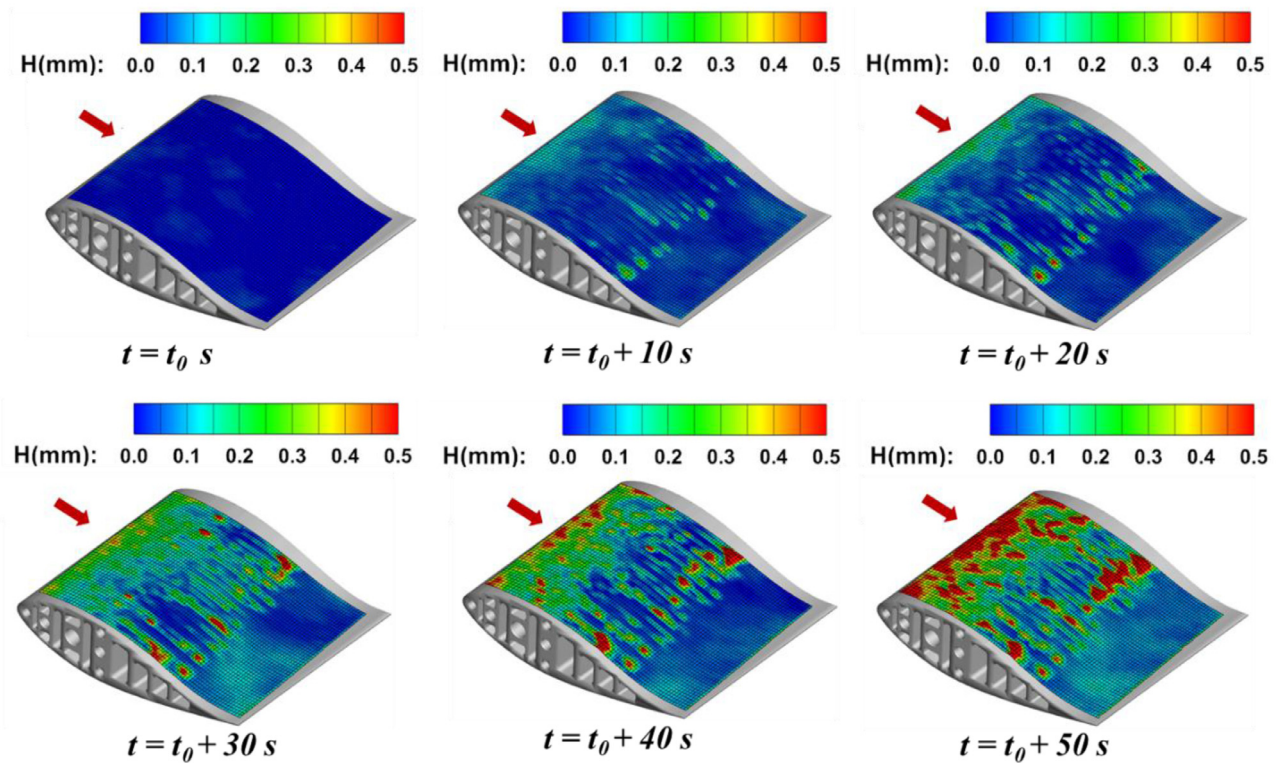 H(mm): 0.0 0.1 0.2 0.3 0.4 0.5
H(mm): 0.0 0.1 0.2 0.3 0.4 0.5
H(mm): 0.0 0.1 0.2 0.3 0.4 0.5
t = t0 s
t = t0 + 10 s
t = t0 + 20 s
H(mm): 0.0 0.1 0.2 0.3 0.4 0.5
H(mm): 0.0 0.1 0.2 0.3 0.4 0.5
H(mm): 0.0 0.1 0.2 0.3 0.4 0.5
t = t0 + 30 s
t = t0 + 40 s
t = t0 + 50 s